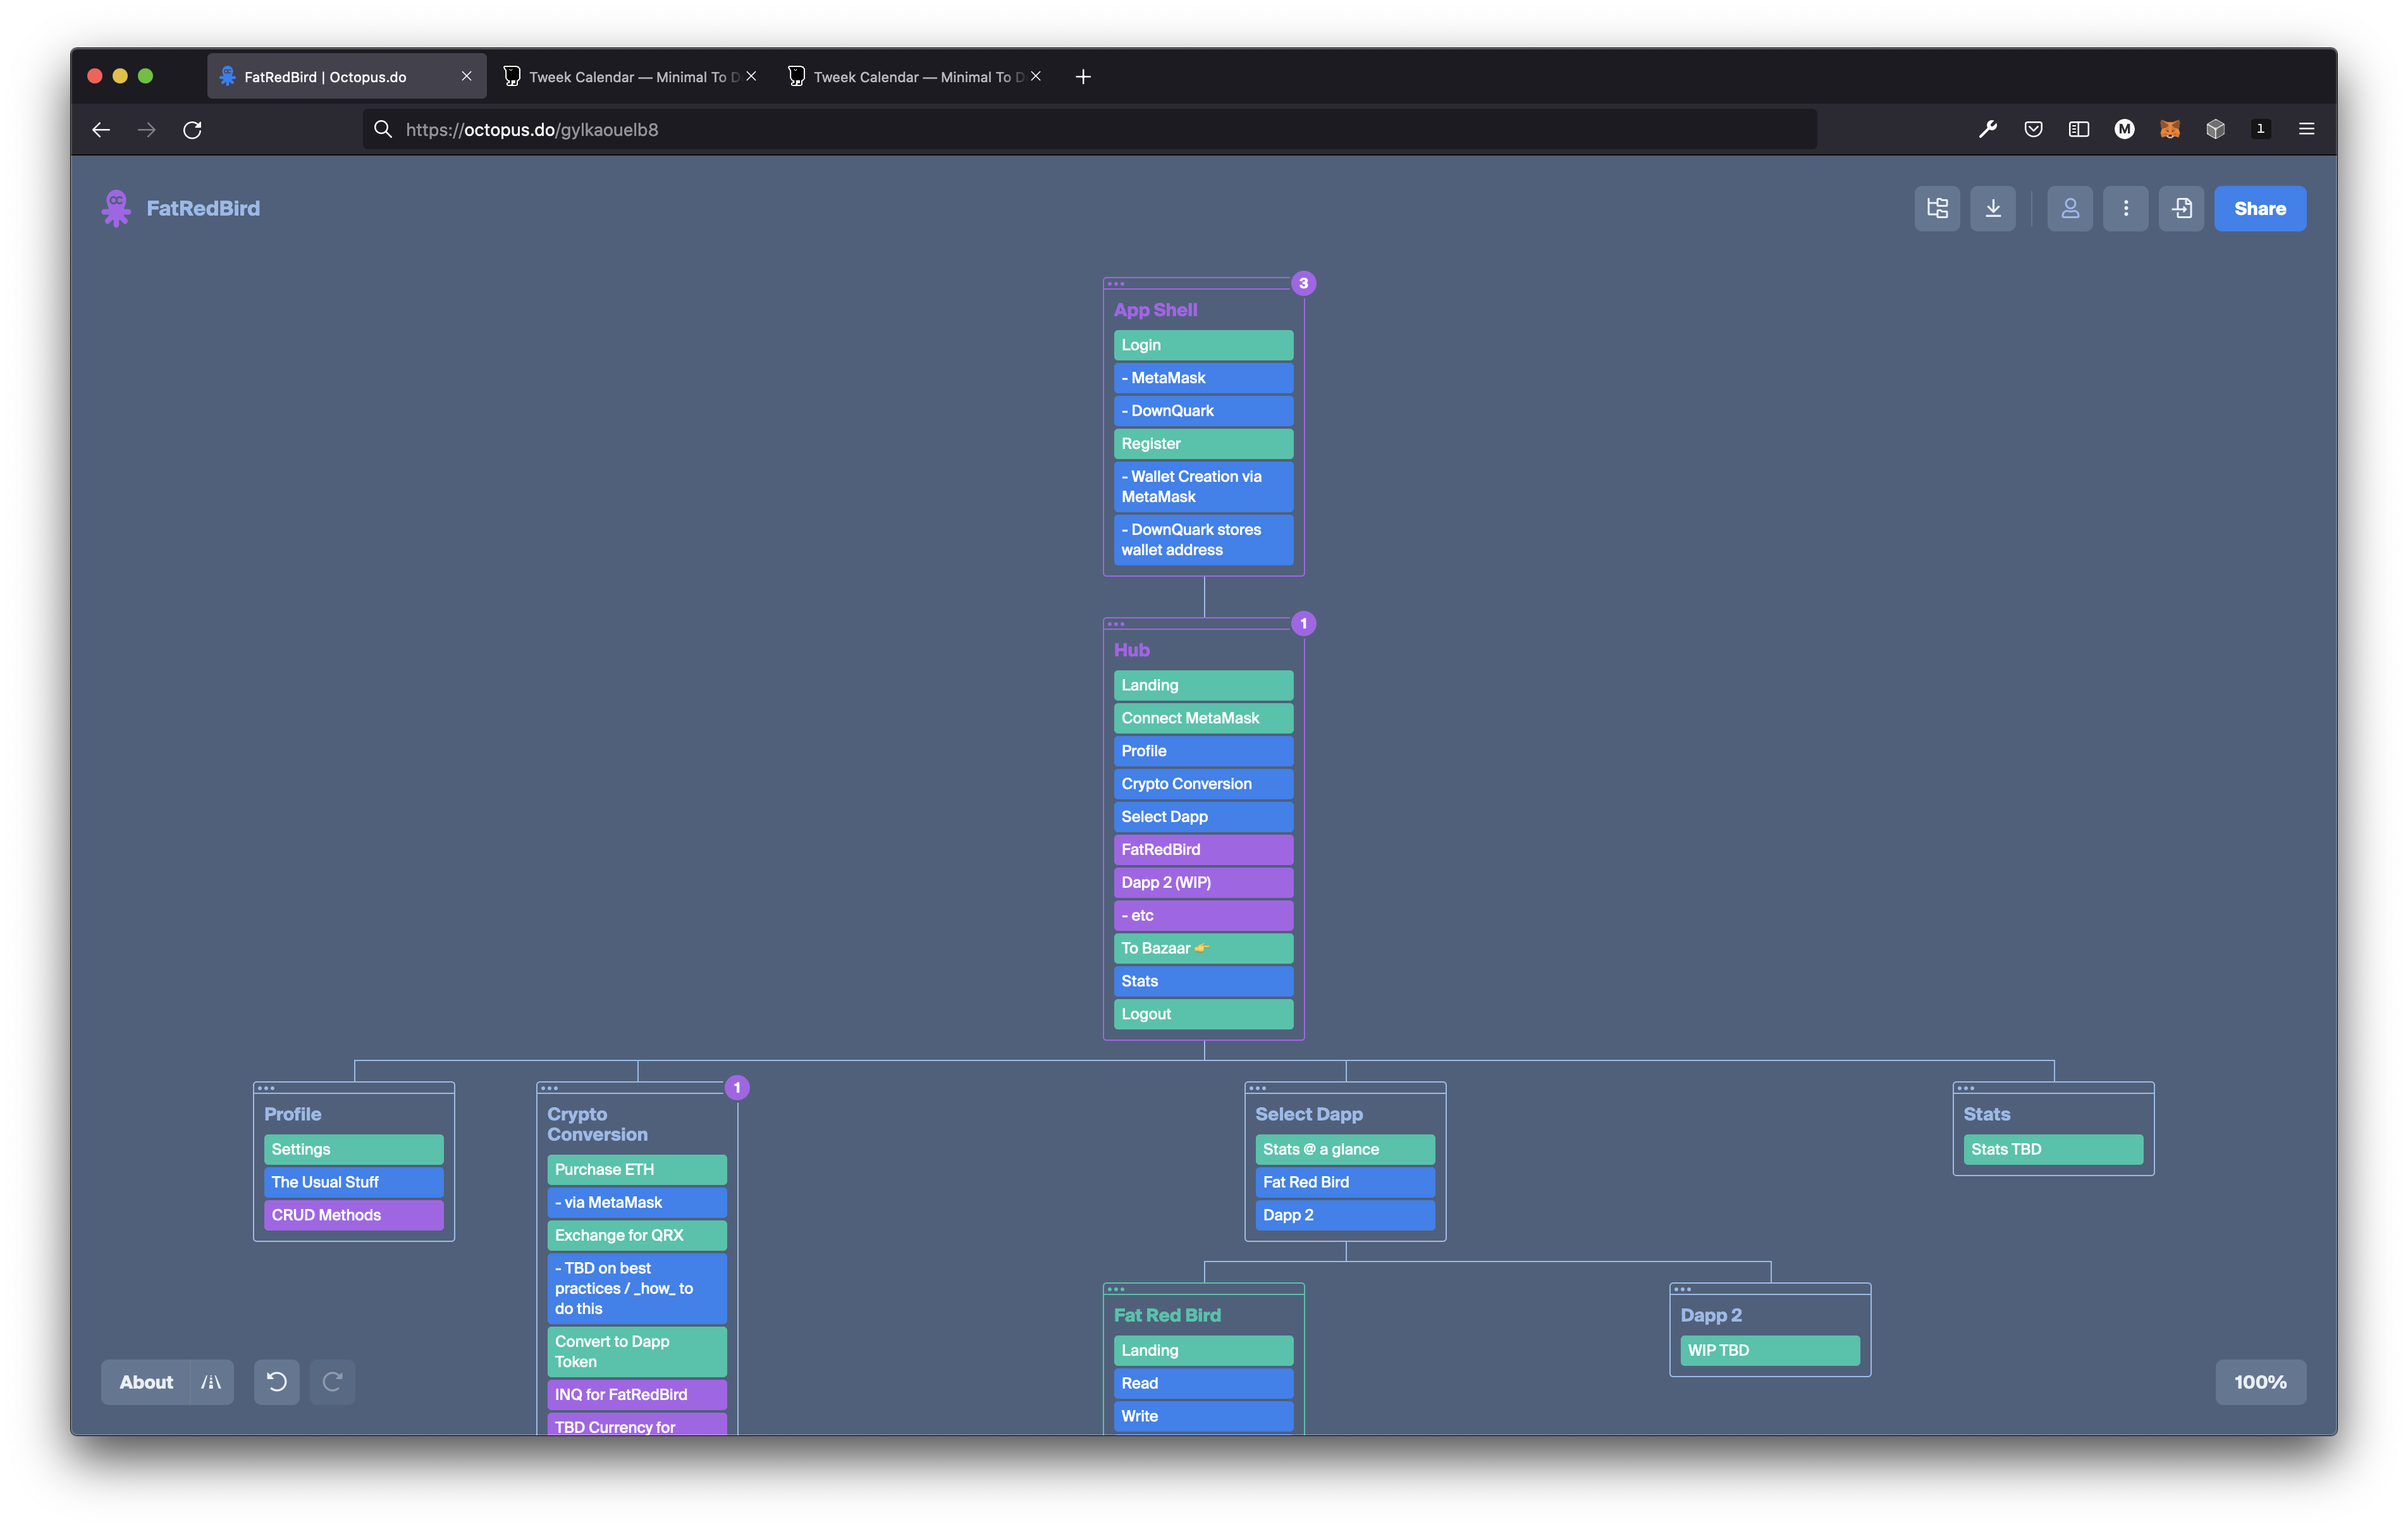 FatRedBird | Octopus.do
Tweek Calendar — Minimal To D
Tweek Calendar — Minimal To D
https://octopus.do/gylkaouelb8
M
1
FatRedBird
Share
3
App Shell
Login
- MetaMask
- DownQuark
Register
- Wallet Creation via
MetaMask
- DownQuark stores
wallet address
1
Hub
Landing
Connect MetaMask
Profile
Crypto Conversion
Select Dapp
FatRedBird
Dapp 2 (WIP)
- etc
To Bazaar 👉
Stats
Logout
Profile
Settings
The Usual Stuff
CRUD Methods
1
Crypto
Conversion
Purchase ETH
- via MetaMask
Exchange for QRX
- TBD on best
practices / _how_ to
do this
Convert to Dapp
Token
INQ for FatRedBird
TBD Currency for
Select Dapp
Stats @ a glance
Fat Red Bird
Dapp 2
Stats
Stats TBD
Fat Red Bird
Landing
Read
Write
Dapp 2
WIP TBD
About
100%